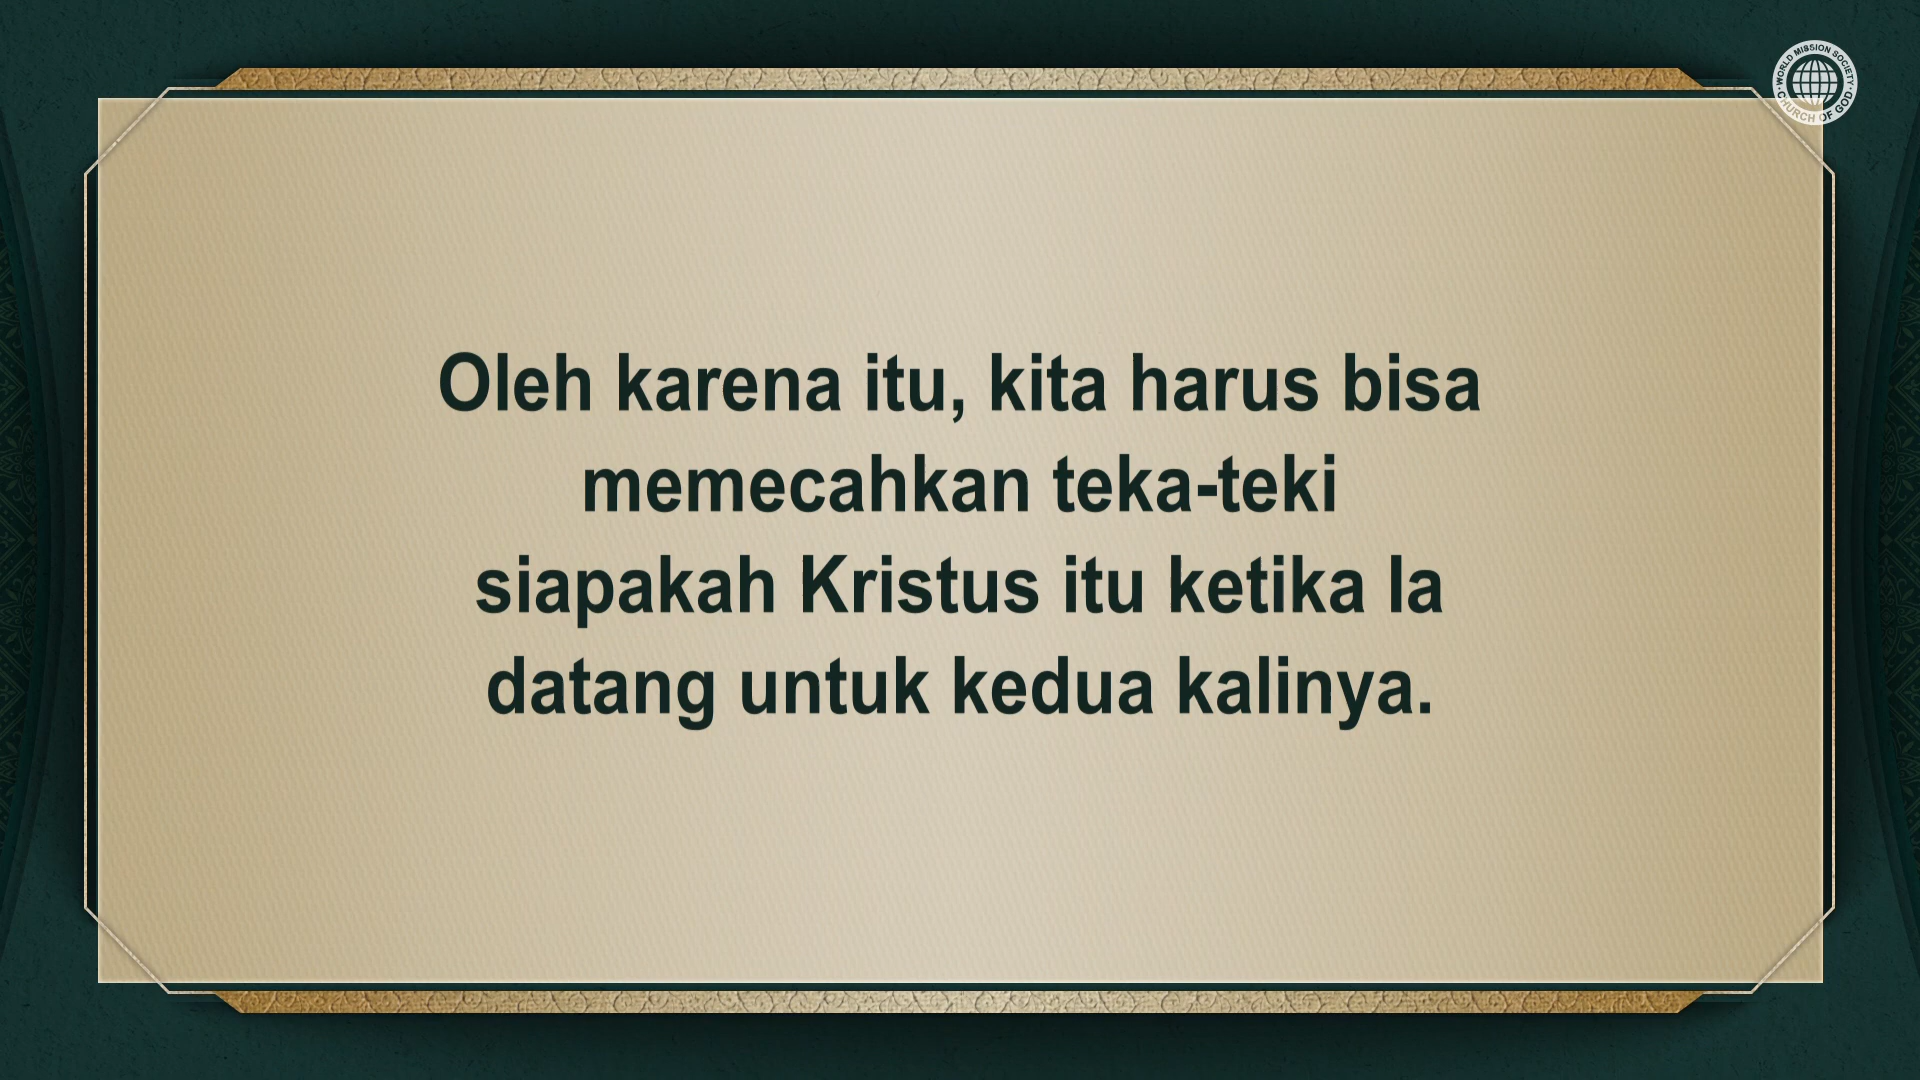 WORLD MISSION SOCIETY
CHURCH OF GOD
Oleh karena itu, kita harus bisa
memecahkan teka-teki
siapakah Kristus itu ketika Ia
datang untuk kedua kalinya.